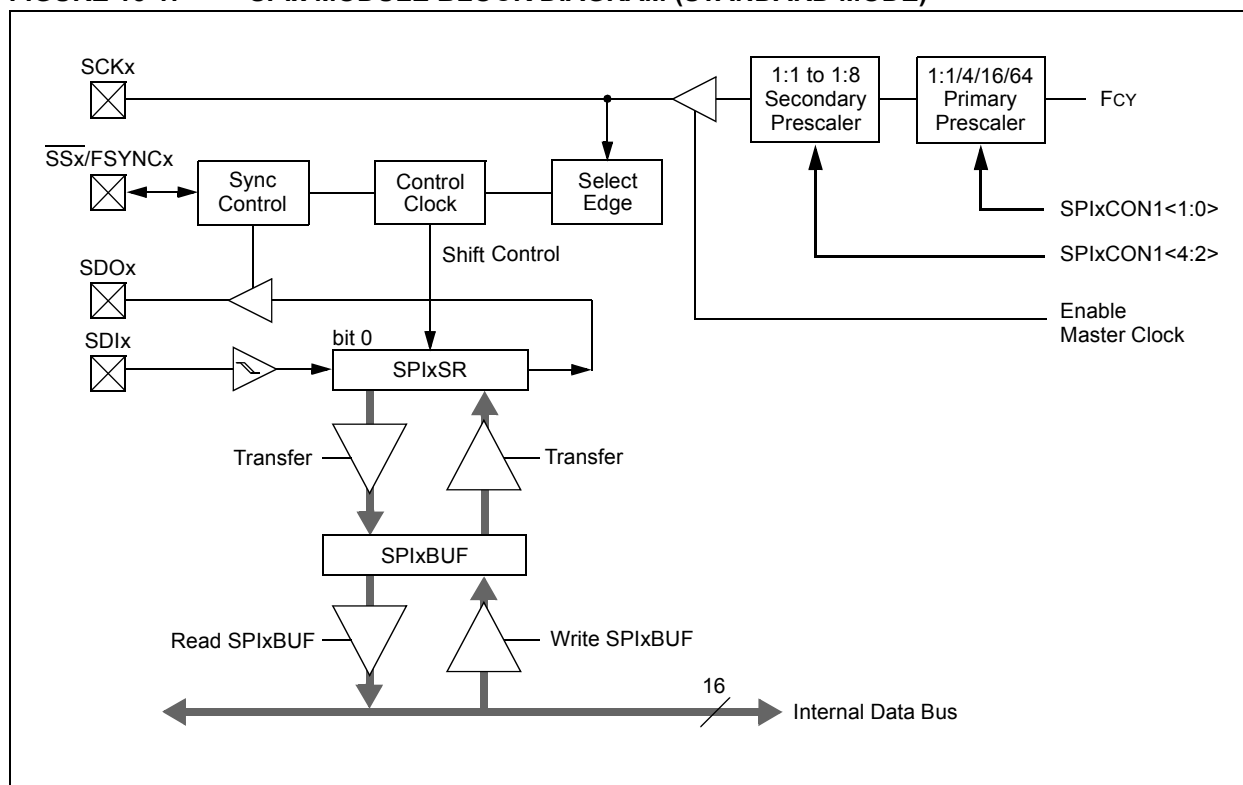 SCKx
1:1 to 1:8
Secondary
Prescaler
1:1/4/16/64
Primary
Prescaler
FCY
SSx/FSYNCx
Sync
Control
Control
Clock
Select
Edge
SPIxCON1<1:0>
Shift Control
SPIxCON1<4:2>
SDOx
Enable
Master Clock
SDIx
bit 0
SPIxSR
Transfer
Transfer
SPIxBUF
Read SPIxBUF
Write SPIxBUF
16
Internal Data Bus